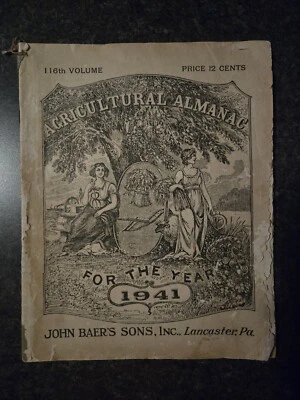 116th VOLUME PRICE 12 CENTS
AGRICULTURAL ALMANAC
FOR THE YEAR
1941
JOHN BAER'S SONS, INC., Lancaster, Pa.